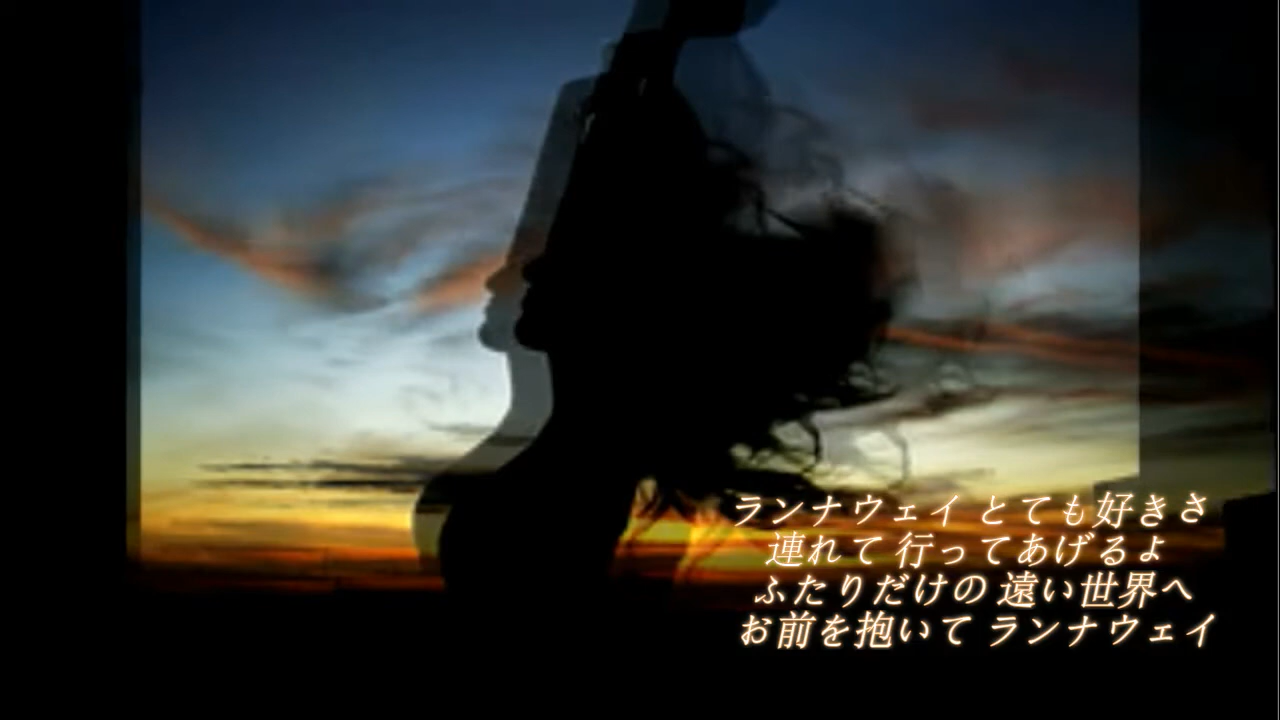 ランナウェイ とても好きさ
連れて 行ってあげるよ
ふたりだけの 遠い世界へ
お前を抱いて ランナウェイ